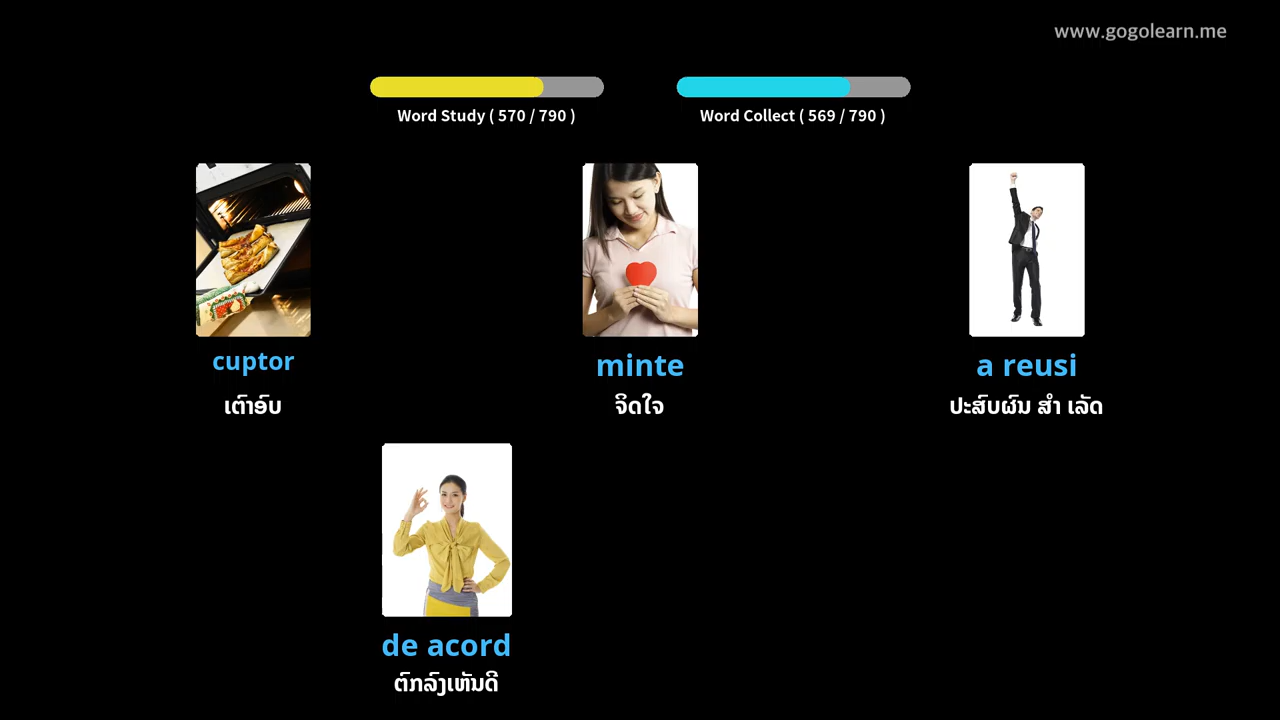 www.gogolearn.me
Word Study ( 570 / 790 )
Word Collect ( 569 / 790 )
cuptor
minte
a reusi
ເຕົາອົບ
ຈິດໃຈ
ປະສົບຜົນ ສຳ ເລັດ
de acord
ຕົກລົງເຫັນດີ